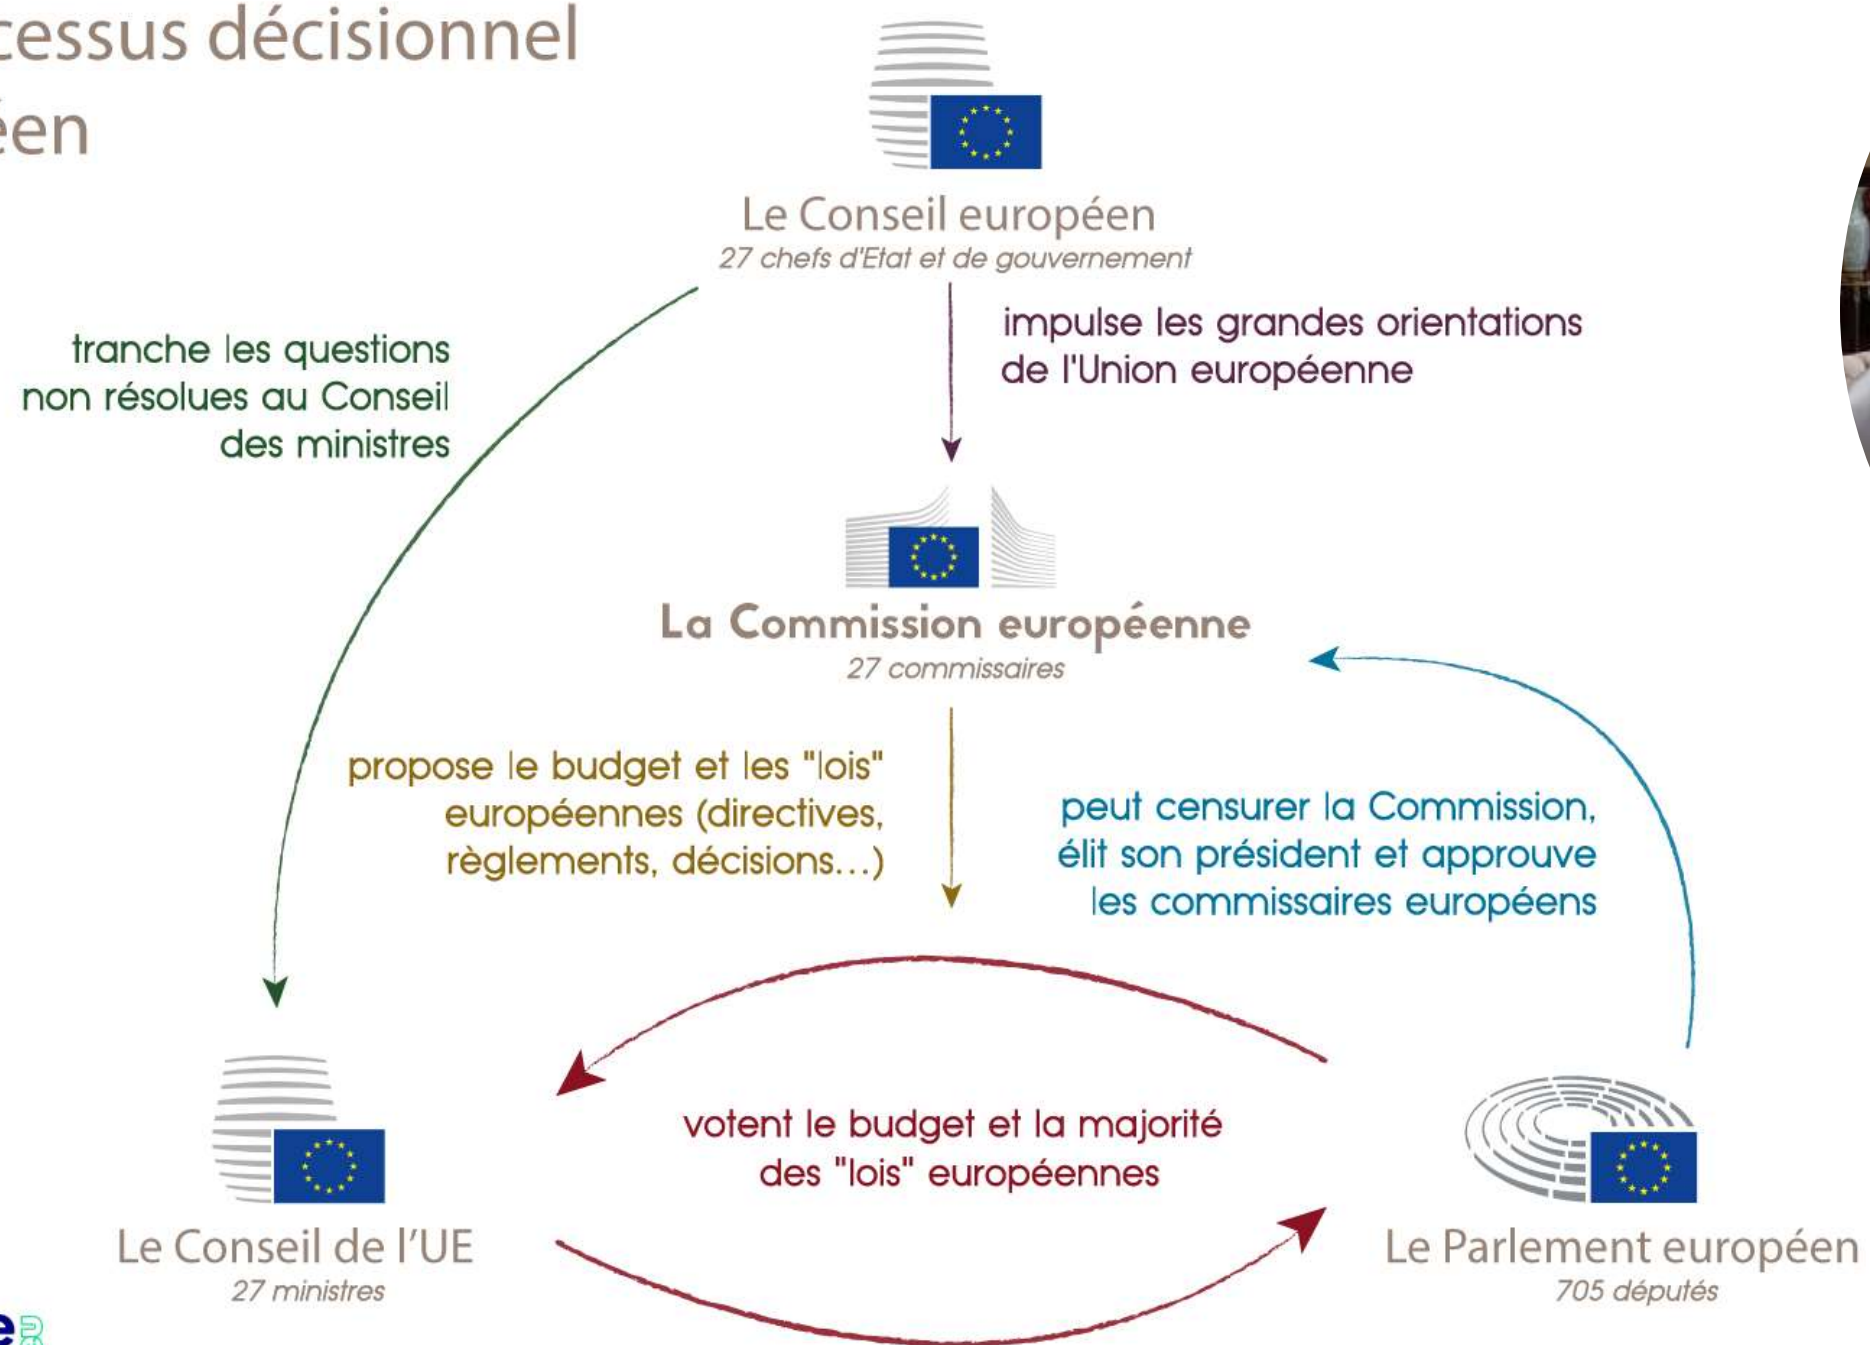 cessus décisionnel
éen
Le Conseil européen
27 chefs d'Etat et de gouvernement
tranche les questions
non résolues au Conseil
des ministres
impulse les grandes orientations
de l'Union européenne
La Commission européenne
27 commissaires
propose le budget et les "lois"
européennes (directives,
règlements, décisions...)
peut censurer la Commission,
élit son président et approuve
les commissaires européens
votent le budget et la majorité
des "lois" européennes
Le Conseil de l'UE
27 ministres
Le Parlement européen
705 députés